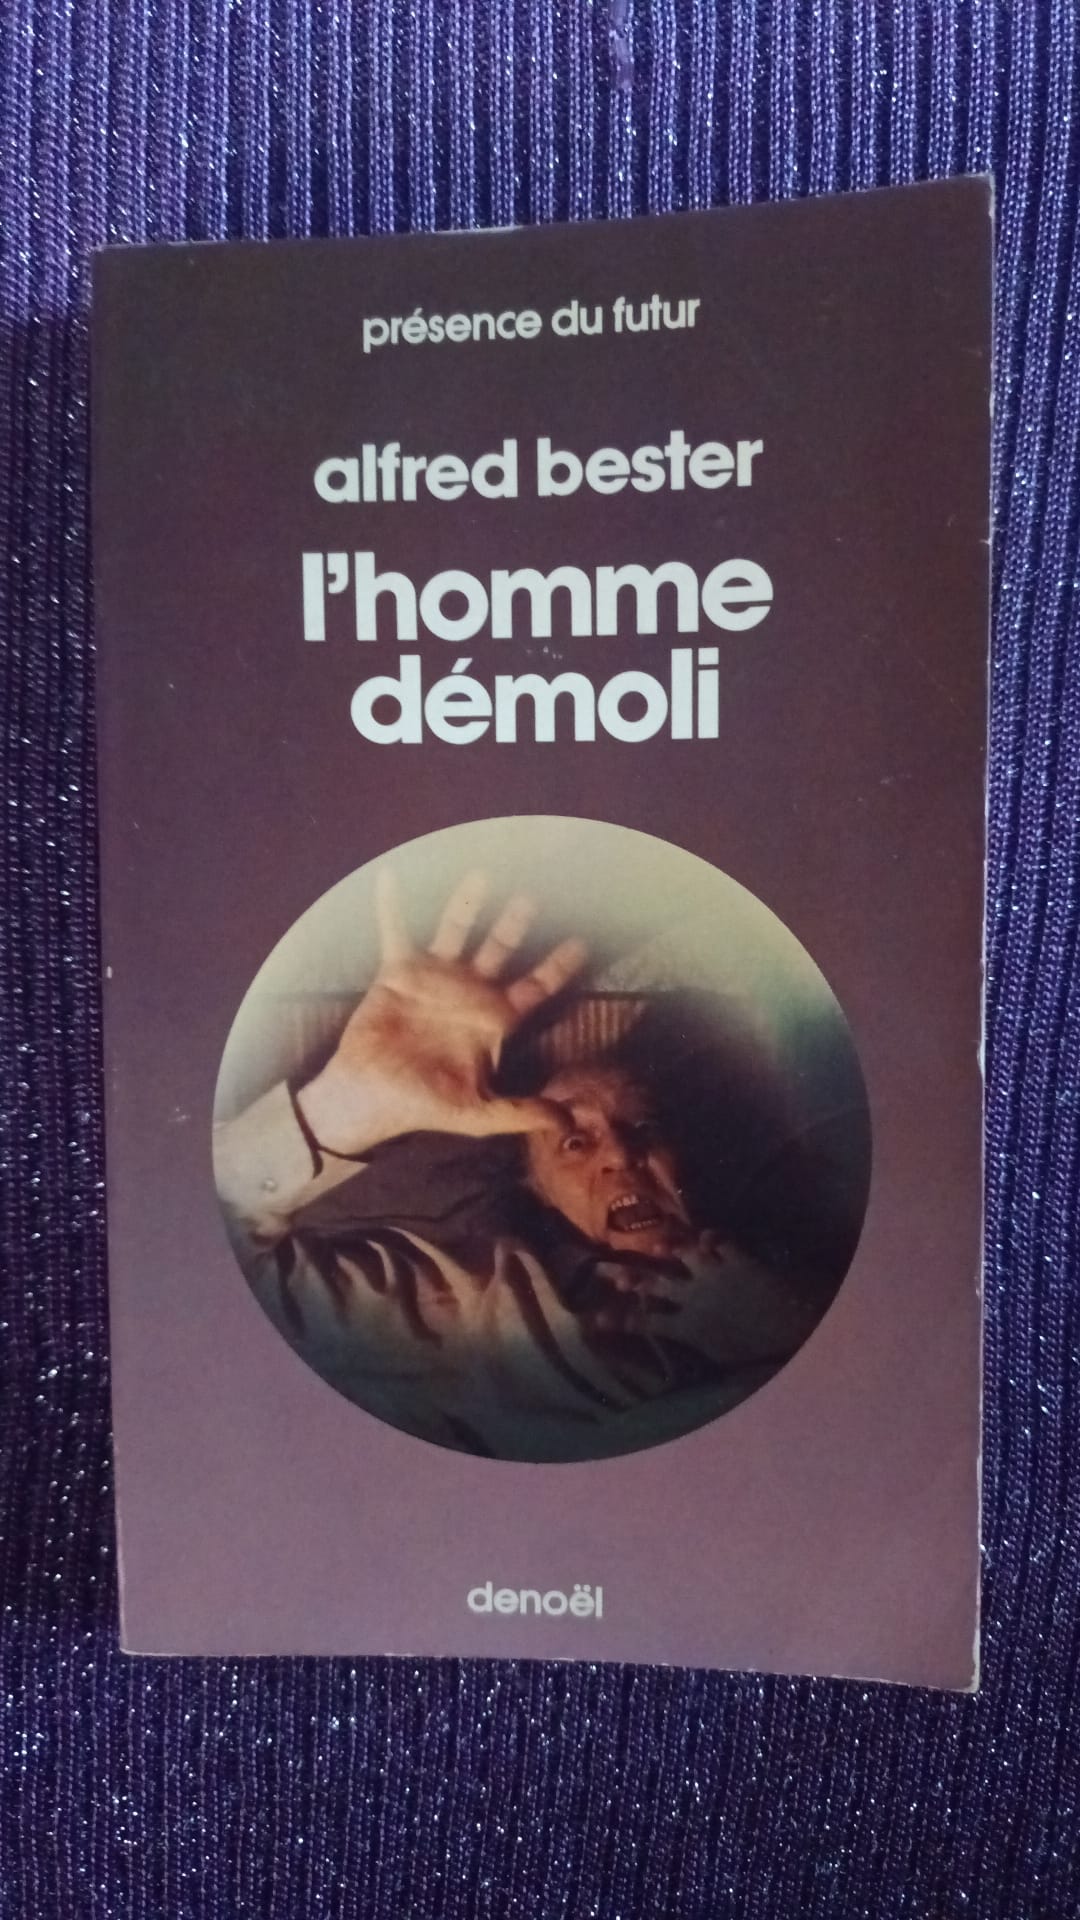 présence du futur
alfred bester
l'homme
démoli
denoël